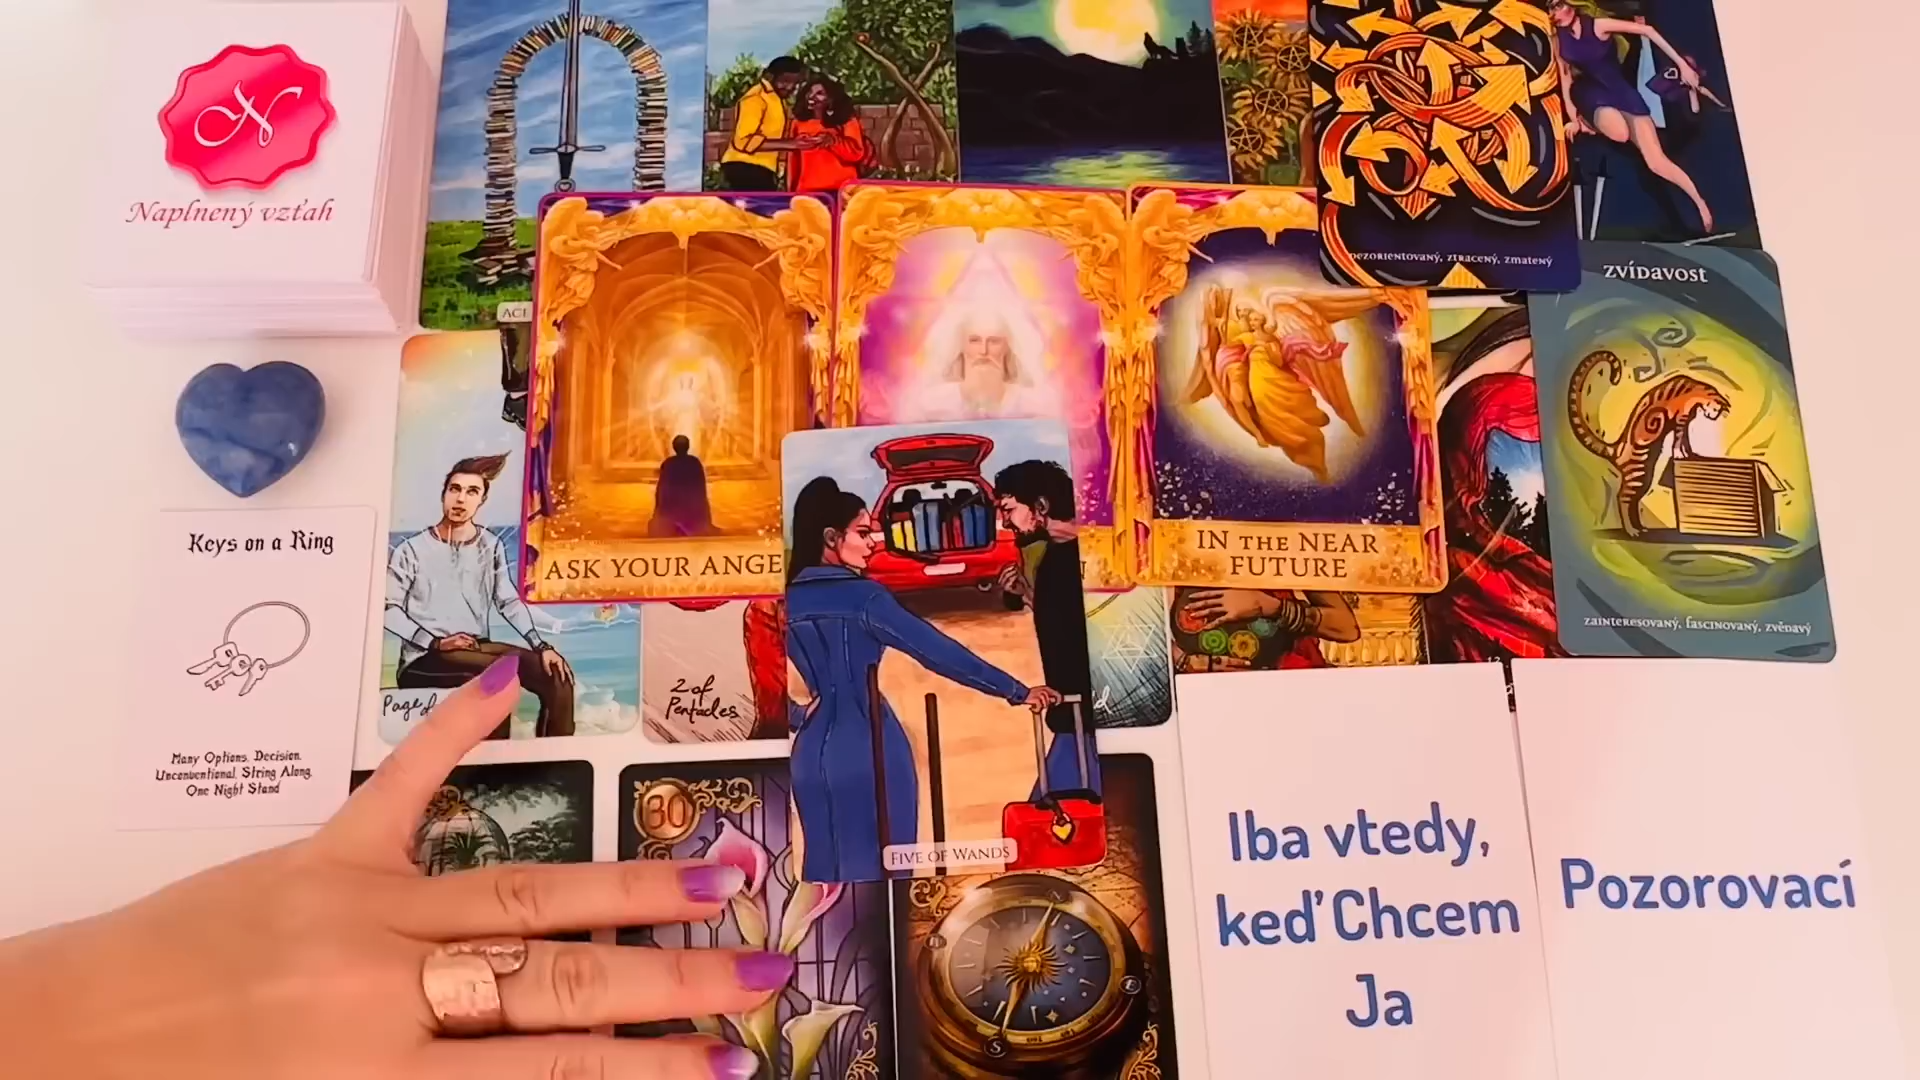 N
Naplnený vzťah
dezorientovaný, ztracený, zmatený
zvídavost
ASK YOUR ANGE
IN THE NEAR
FUTURE
zainteresovaný, fascinovaný, zvědavý
Keys on a Ring
Many Options, Decision,
Unconventional, String Along,
One Night Stand
Page
2 of
Pentacles
30
FIVE OF WANDS
Iba vtedy,
keď Chcem
Ja
Pozorovací
N
E
S